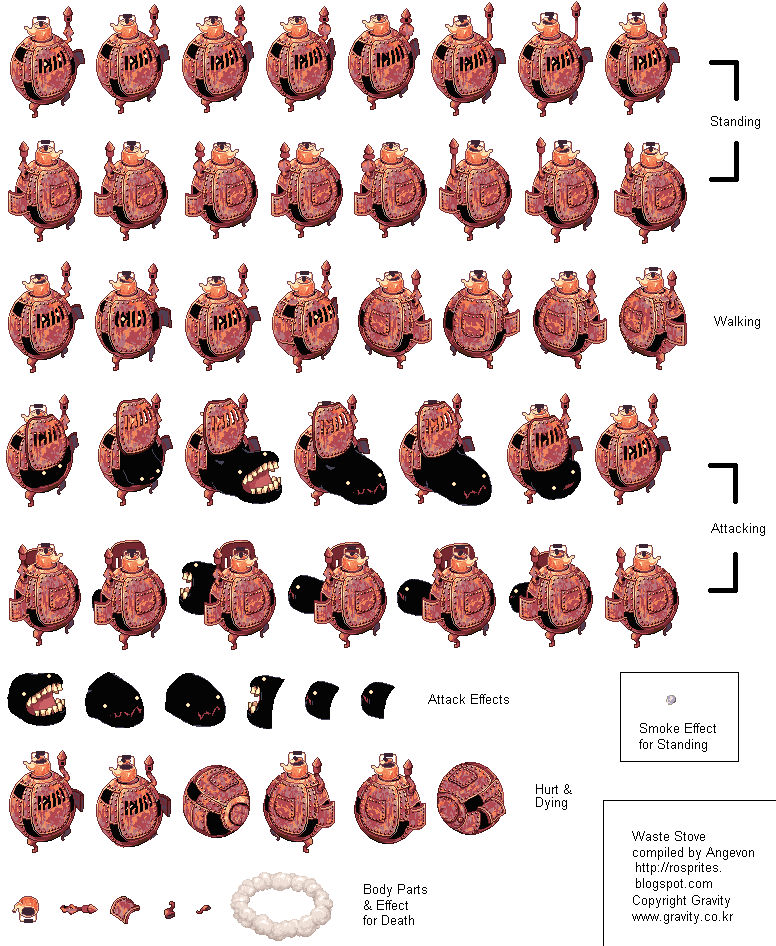 Standing
Walking
Attacking
Attack Effects
Smoke Effect
for Standing
Hurt &
Dying
Waste Stove
compiled by Angevon
http://rosprites.
blogspot.com
Copyright Gravity
www.gravity.co.kr
Body Parts
& Effect
for Death